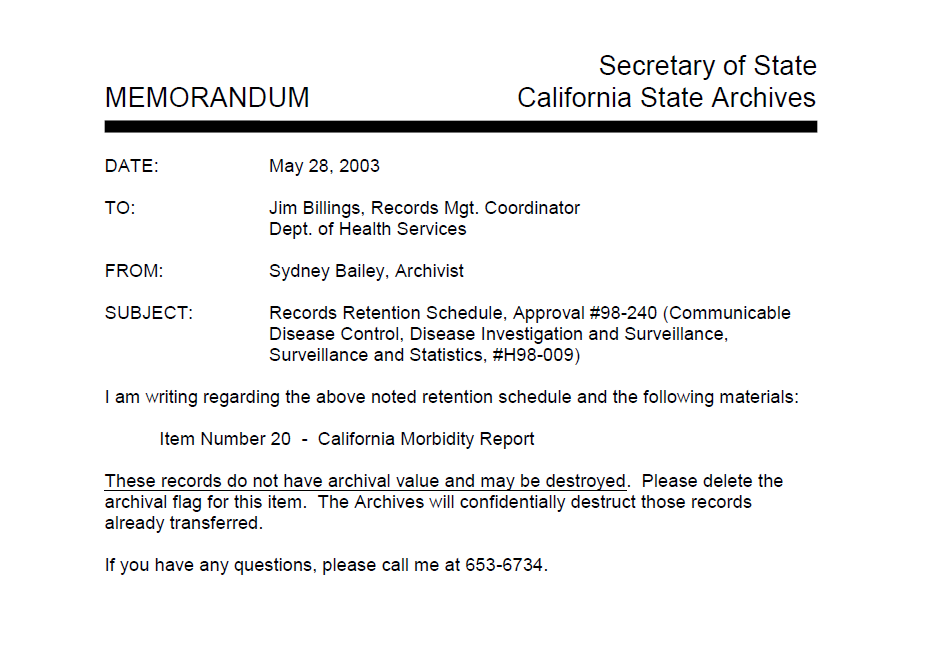 Secretary of State
MEMORANDUM California State Archives
DATE: May 28, 2003
TO: Jim Billings, Records Mgt. Coordinator
Dept. of Health Services
FROM: Sydney Bailey, Archivist
SUBJECT: Records Retention Schedule, Approval #98-240 (Communicable
Disease Control, Disease Investigation and Surveillance,
Surveillance and Statistics, #H98-009)
I am writing regarding the above noted retention schedule and the following materials:
Item Number 20 - California Morbidity Report
These records do not have archival value and may be destroyed. Please delete the
archival flag for this item. The Archives will confidentially destruct those records
already transferred.
If you have any questions, please call me at 653-6734.